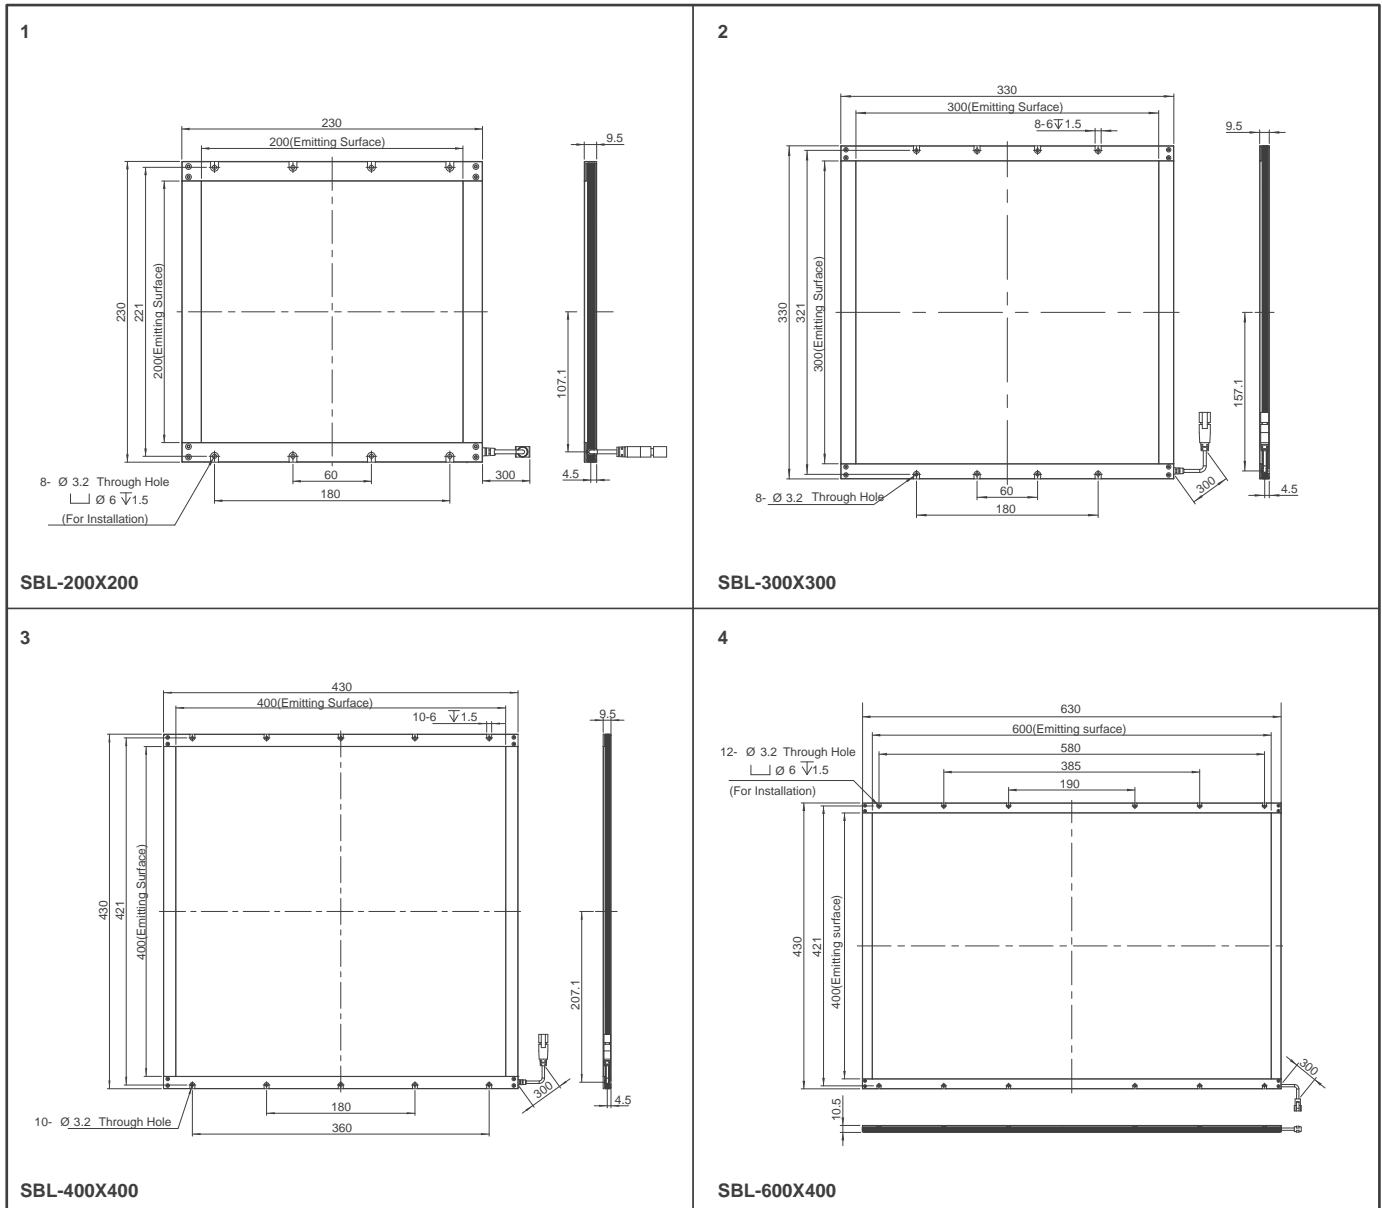 1
230
200(Emitting Surface)
9.5
230
221
200(Emitting Surface)
107.1
4.5
300
60
180
8- Ø 3.2 Through Hole
Ø 6 1.5
(For Installation)
SBL-200X200
2
330
300(Emitting Surface)
8-6 1.5
9.5
330
321
300(Emitting Surface)
157.1
300
4.5
60
180
8- Ø 3.2 Through Hole
SBL-300X300
3
430
400(Emitting Surface)
10-6 1.5
9.5
430
421
400(Emitting Surface)
207.1
300
4.5
180
360
10- Ø 3.2 Through Hole
SBL-400X400
4
630
600(Emitting surface)
580
385
190
12- Ø 3.2 Through Hole
Ø 6 1.5
(For Installation)
430
421
400(Emitting surface)
300
10.5
SBL-600X400